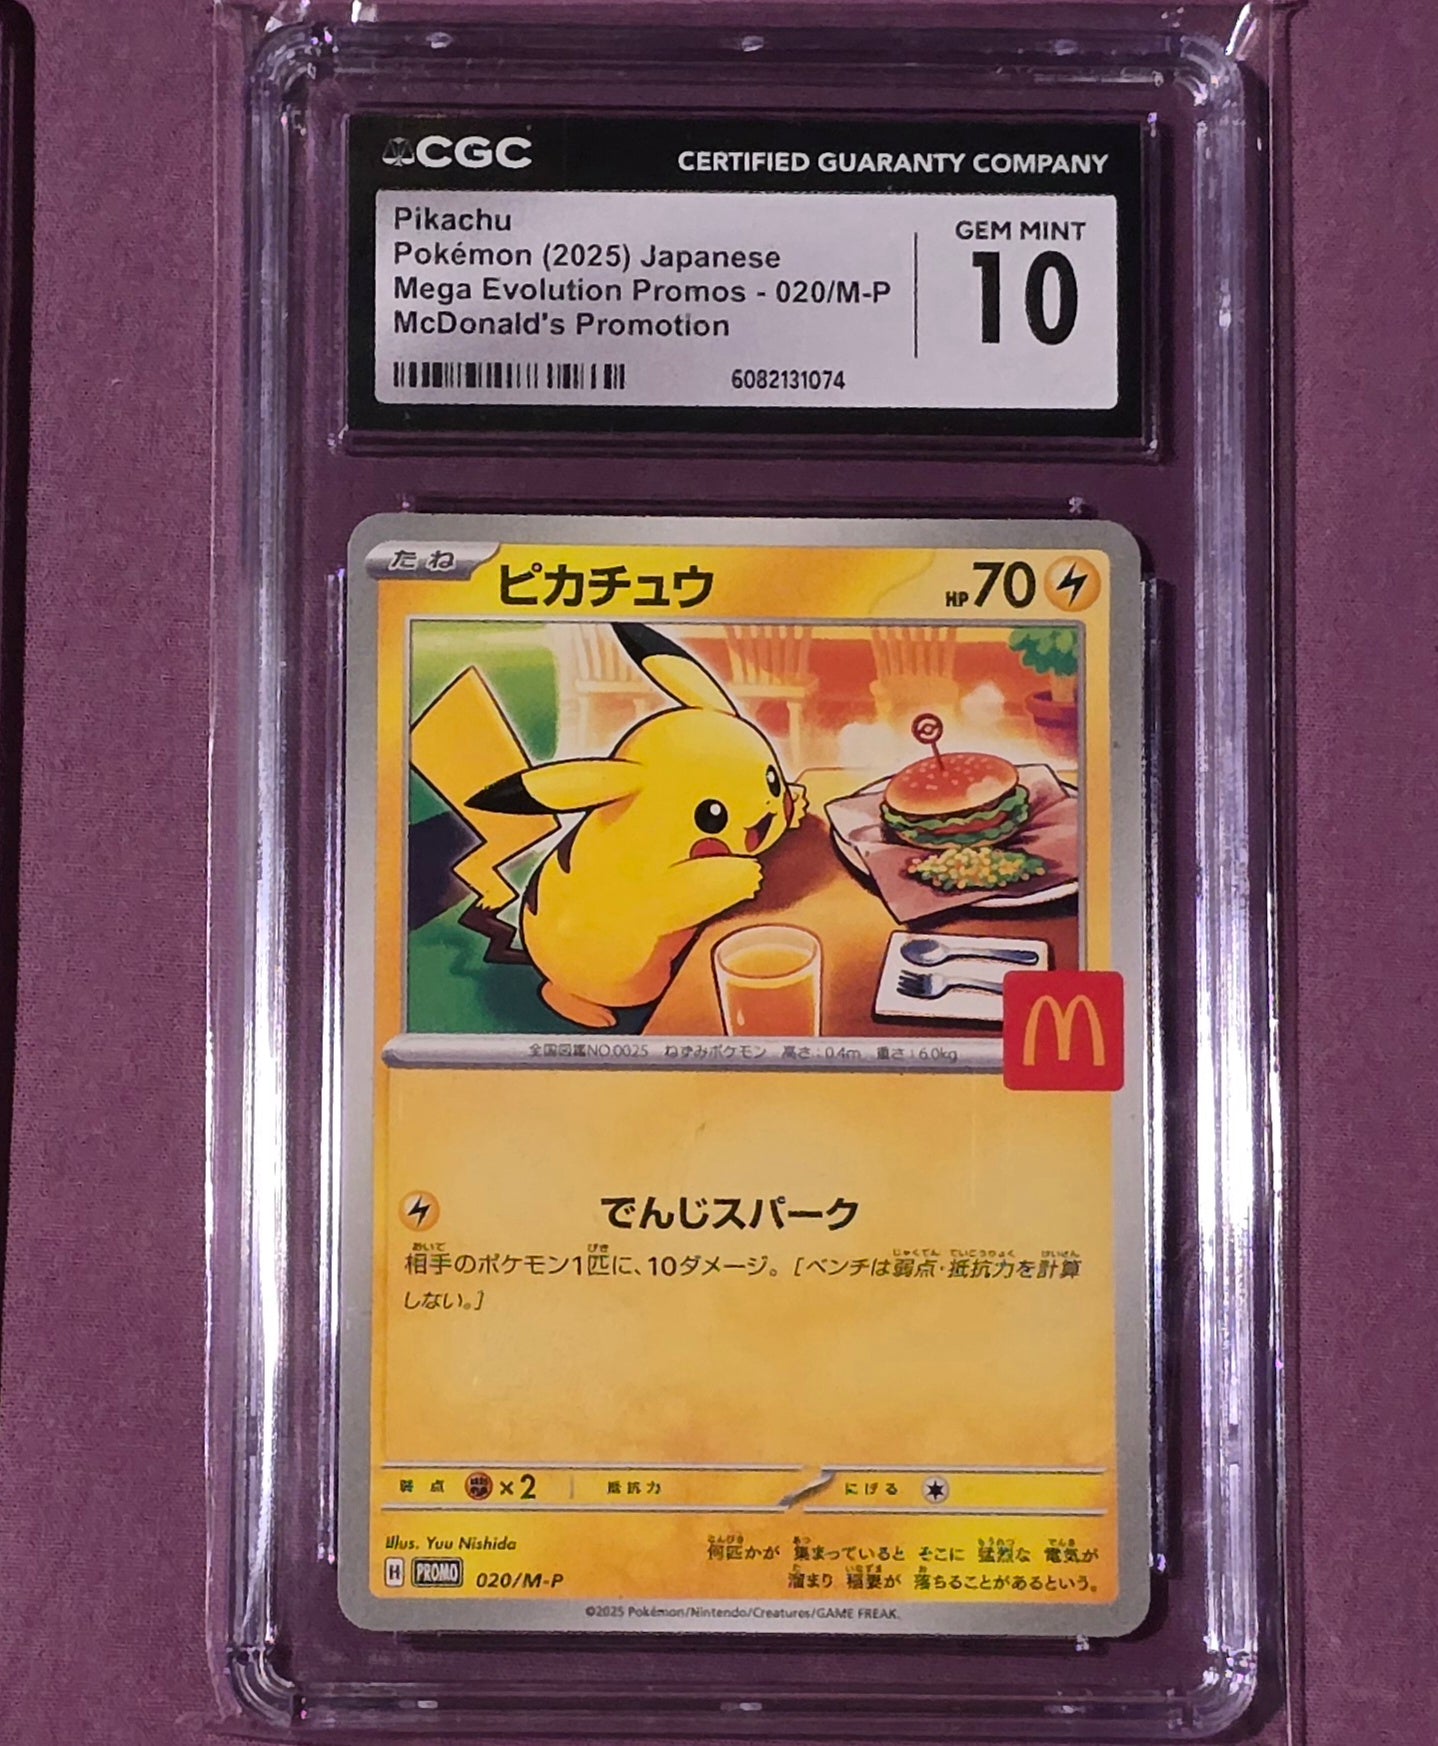 CGC
CERTIFIED GUARANTY COMPANY
Pikachu
Pokémon (2025) Japanese
Mega Evolution Promos - 020/M-P
McDonald's Promotion
GEM MINT
10
6082131074
たね
ピカチュウ
HP70
全国図鑑NO.0025 ねずみポケモン 高さ:0.4m 重さ:6.0kg
M
でんじスパーク
相手のポケモン1匹に、10ダメージ。[ベンチは弱点・抵抗力を計算
しない。]
弱点 ×2 抵抗力 にげる
Illus. Yuu Nishida
H PROMO 020/M-P
何匹かが 集まっていると そこに 猛烈な 電気が
溜まり 稲妻が 落ちることがあるという。
©2025 Pokémon/Nintendo/Creatures/GAME FREAK.